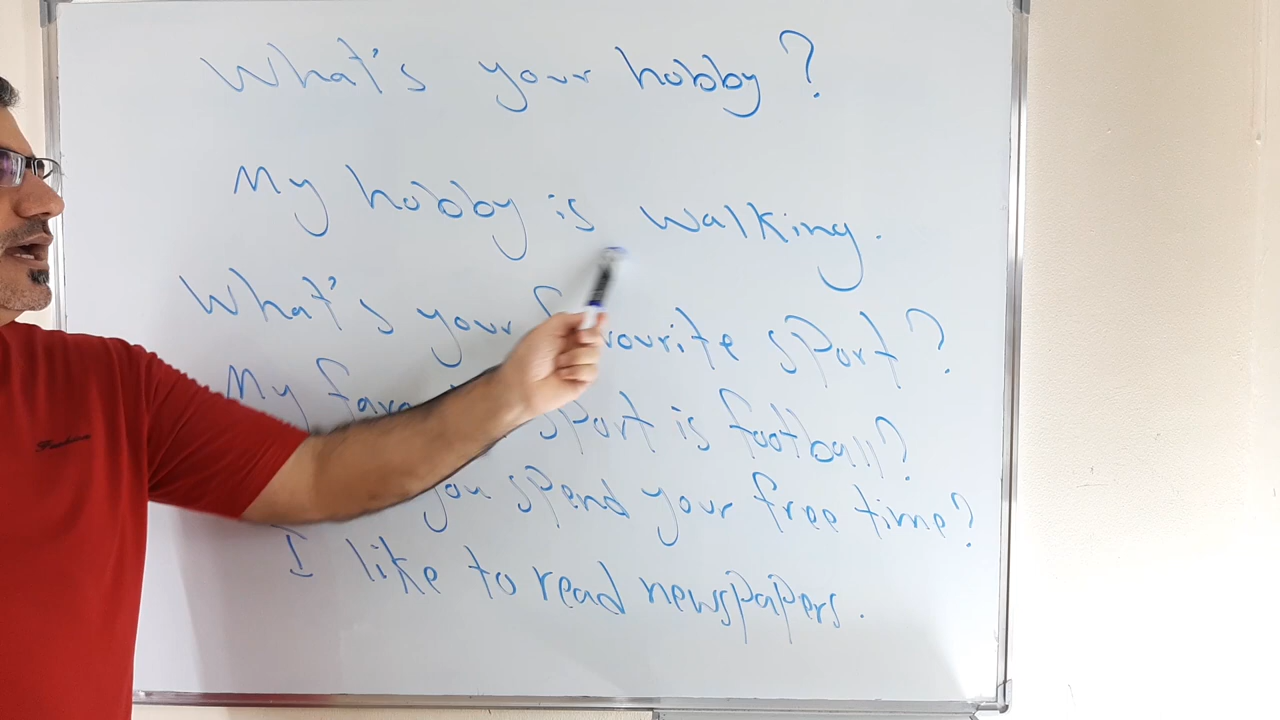 What's your hobby?
My hobby is walking.
What's your favourite sport?
My sport is football?
you spend your free time?
I like to read newspapers.